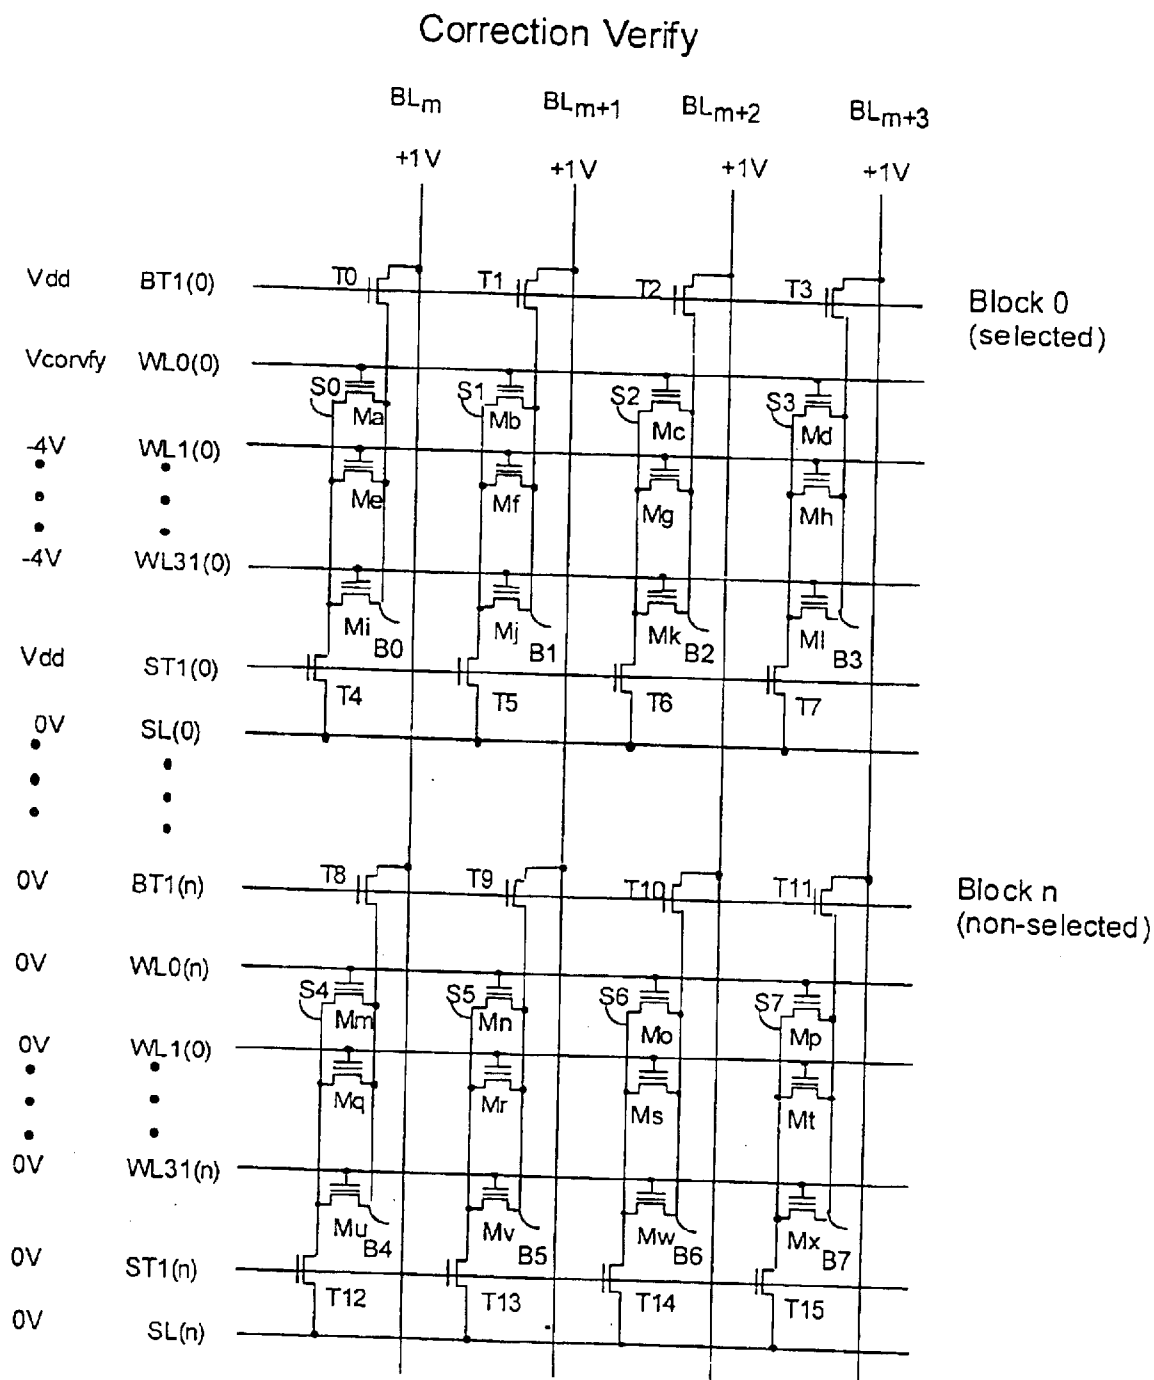 Correction Verify
BLm BLm+1 BLm+2 BLm+3
+1V +1V +1V +1V
Vdd BT1(0) T0 T1 T2 T3 Block 0
(selected)
Vcorvfy WL0(0)
S0 Ma S1 Mb S2 Mc S3 Md
-4V WL1(0)
Me Mf Mg Mh
-4V WL31(0)
Mi B0 Mj B1 Mk B2 Ml B3
Vdd ST1(0)
T4 T5 T6 T7
0V SL(0)
0V BT1(n) T8 T9 T10 T11 Block n
(non-selected)
0V WL0(n)
S4 Mm S5 Mn S6 Mo S7 Mp
0V WL1(0)
Mq Mr Ms Mt
0V WL31(n)
Mu B4 Mv B5 Mw B6 Mx B7
0V ST1(n)
T12 T13 T14 T15
0V SL(n)